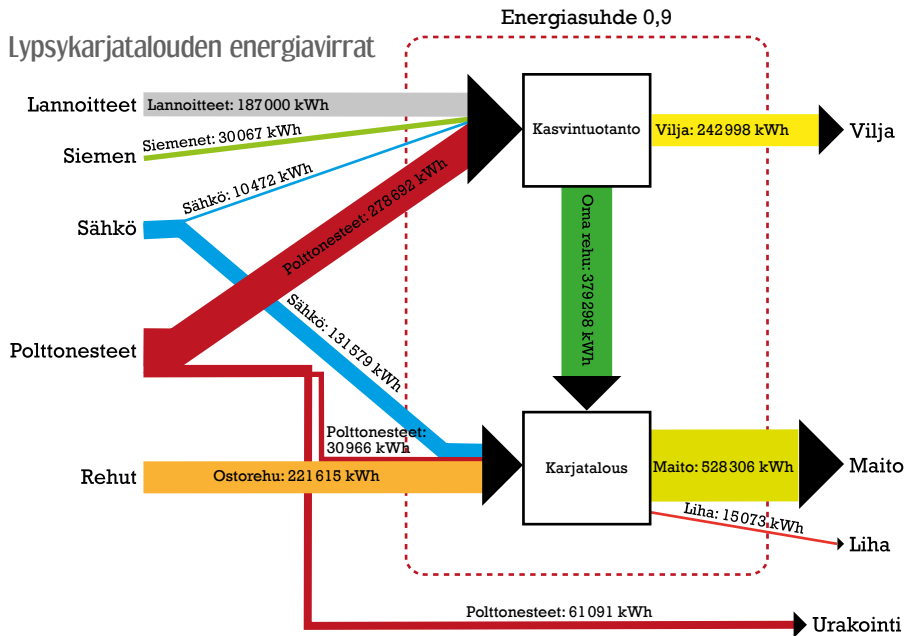 Energiasuhde 0,9
Lypsykarjatalouden energiavirrat
Lannoitteet
Lannoitteet: 187 000 kWh
Siemen
Siemenet: 30 067 kWh
Kasvintuotanto
Vilja: 242 998 kWh
Vilja
Sähkö
Sähkö: 10 472 kWh
Polttonesteet: 278 692 kWh
Oma rehu: 379 298 kWh
Sähkö: 131 579 kWh
Polttonesteet
Polttonesteet:
30 966 kWh
Rehut
Ostorehu: 221 615 kWh
Karjatalous
Maito: 528 306 kWh
Maito
Liha: 15 073 kWh
Liha
Polttonesteet: 61 091 kWh
Urakointi